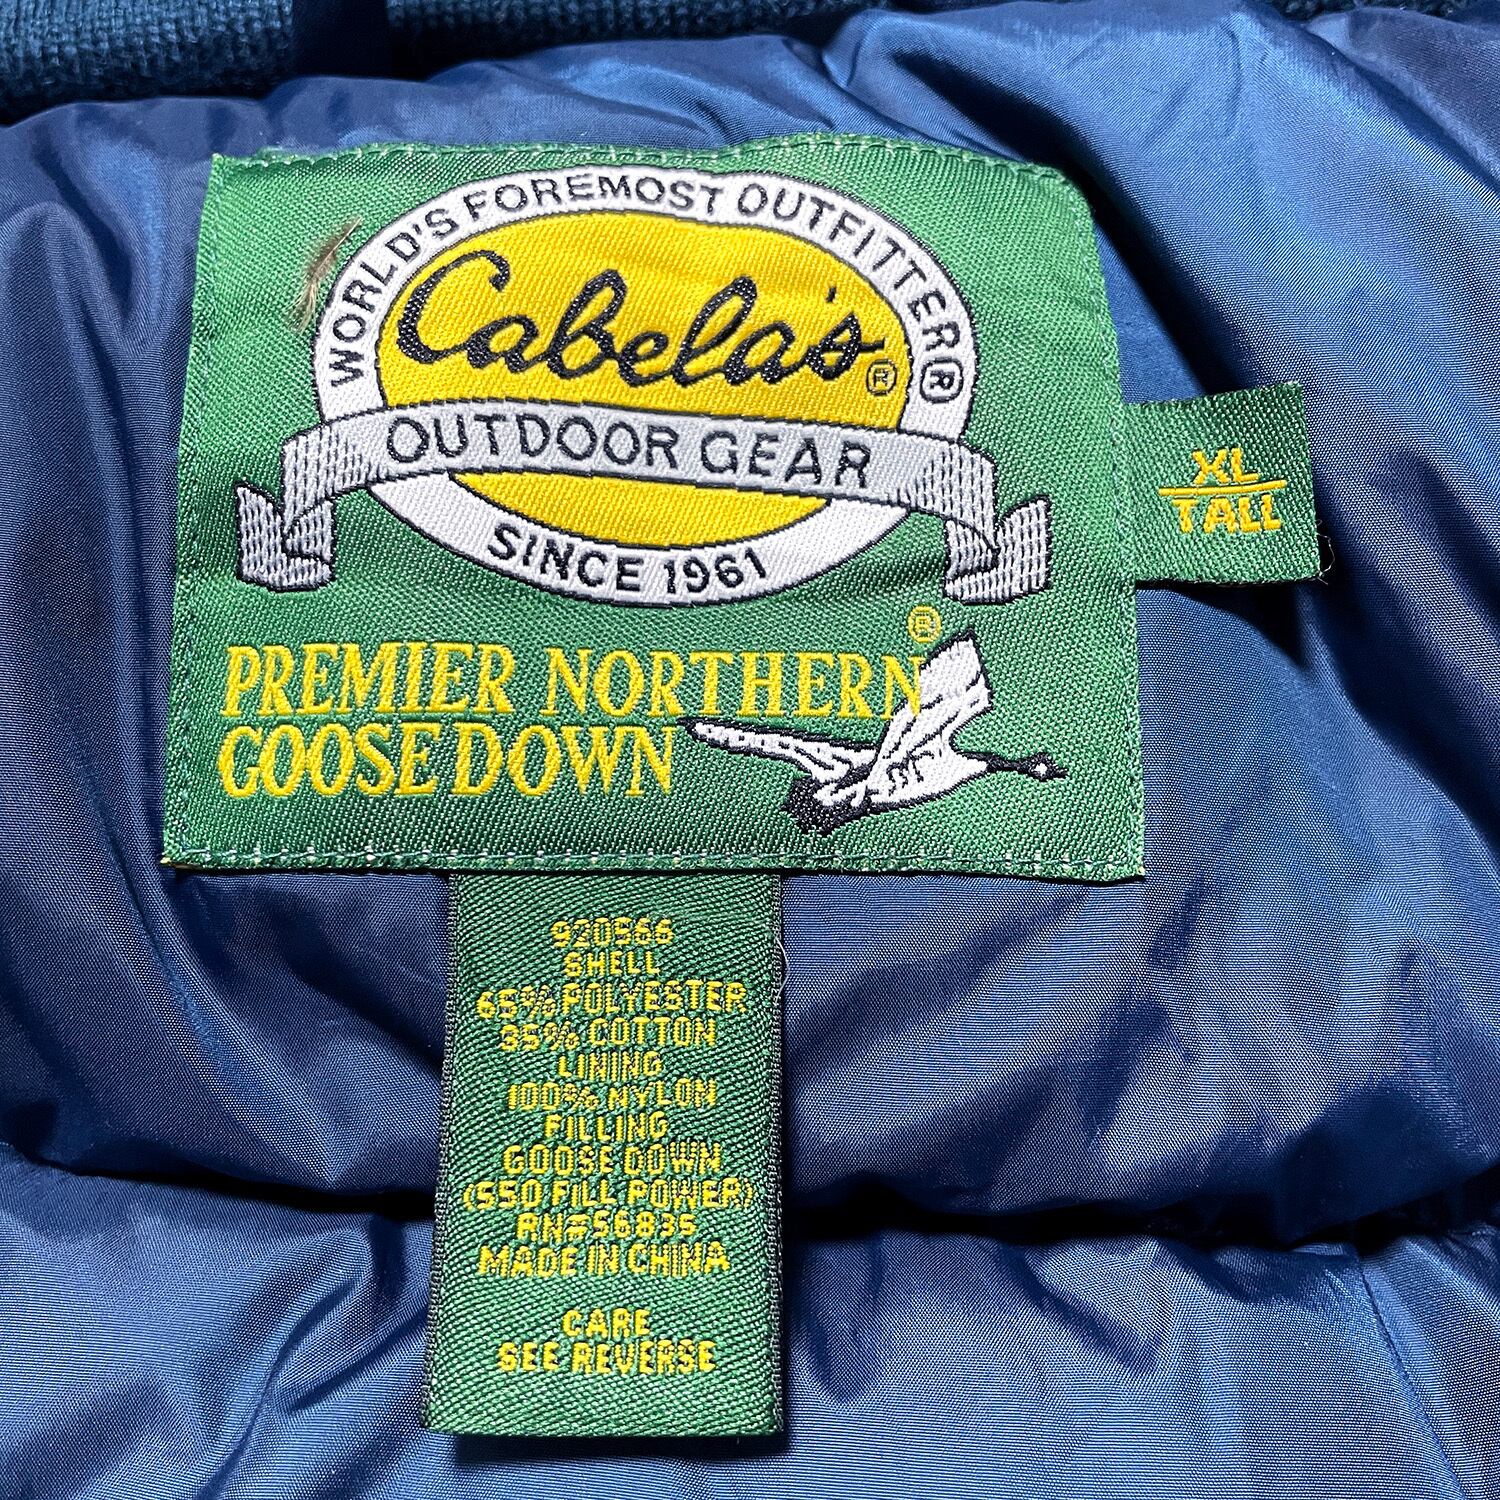 WORLD'S FOREMOST OUTFITTER®
Cabela's®
OUTDOOR GEAR
SINCE 1961
PREMIER NORTHERN®
GOOSE DOWN
XL
TALL
920566
SHELL
65% POLYESTER
35% COTTON
LINING
100% NYLON
FILLING
GOOSE DOWN
(550 FILL POWER)
RN#56835
MADE IN CHINA
CARE
SEE REVERSE